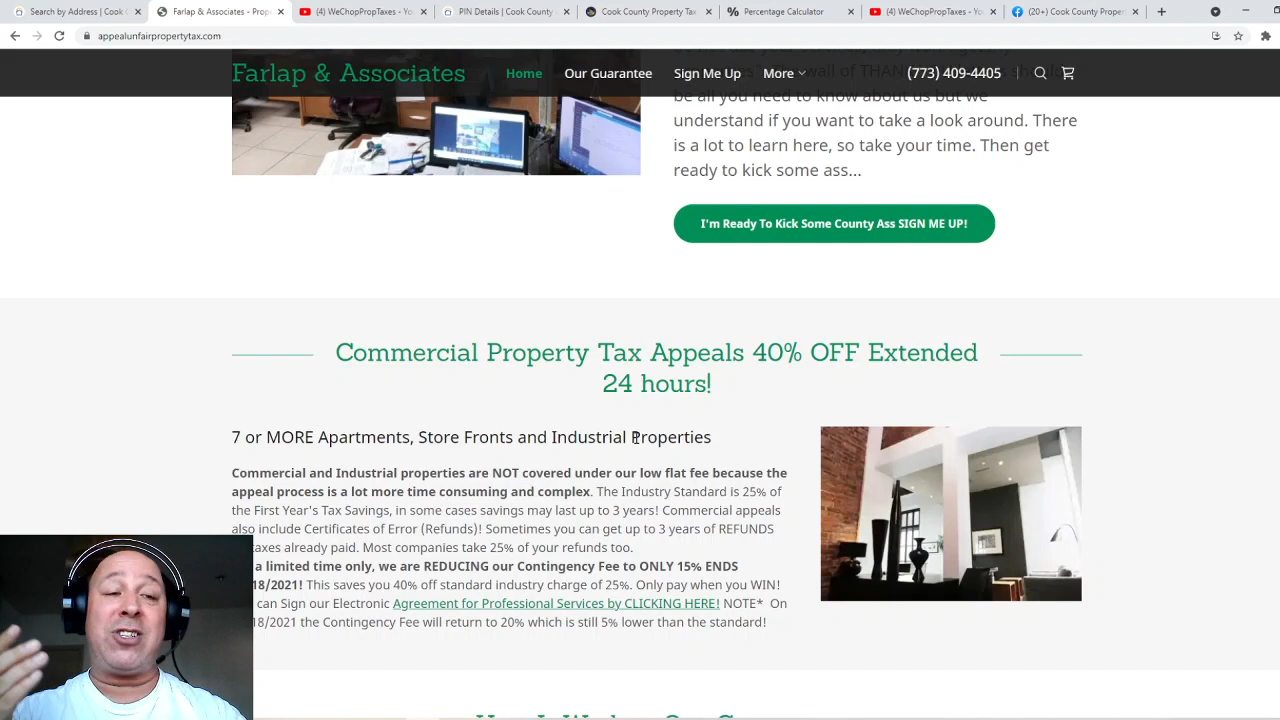 Search by Address | Cook
Farlap & Associates - Prope
(4) WeChopPropTaxes - Yo
PIN Details | Cook County
Cook County Property Tax
Percentage Calculator
(4) WeChopPropTaxes - Yo
(20+) Cook County Proper
appealunfairpropertytax.com
Farlap & Associates
Home
Our Guarantee
Sign Me Up
More
(773) 409-4405
be all you need to know about us but we
understand if you want to take a look around. There
is a lot to learn here, so take your time. Then get
ready to kick some ass...
I'm Ready To Kick Some County Ass SIGN ME UP!
Commercial Property Tax Appeals 40% OFF Extended
24 hours!
7 or MORE Apartments, Store Fronts and Industrial Properties
Commercial and Industrial properties are NOT covered under our low flat fee because the
appeal process is a lot more time consuming and complex. The Industry Standard is 25% of
the First Year's Tax Savings, in some cases savings may last up to 3 years! Commercial appeals
also include Certificates of Error (Refunds)! Sometimes you can get up to 3 years of REFUNDS
taxes already paid. Most companies take 25% of your refunds too.
a limited time only, we are REDUCING our Contingency Fee to ONLY 15% ENDS
18/2021! This saves you 40% off standard industry charge of 25%. Only pay when you WIN!
can Sign our Electronic Agreement for Professional Services by CLICKING HERE! NOTE* On
18/2021 the Contingency Fee will return to 20% which is still 5% lower than the standard!